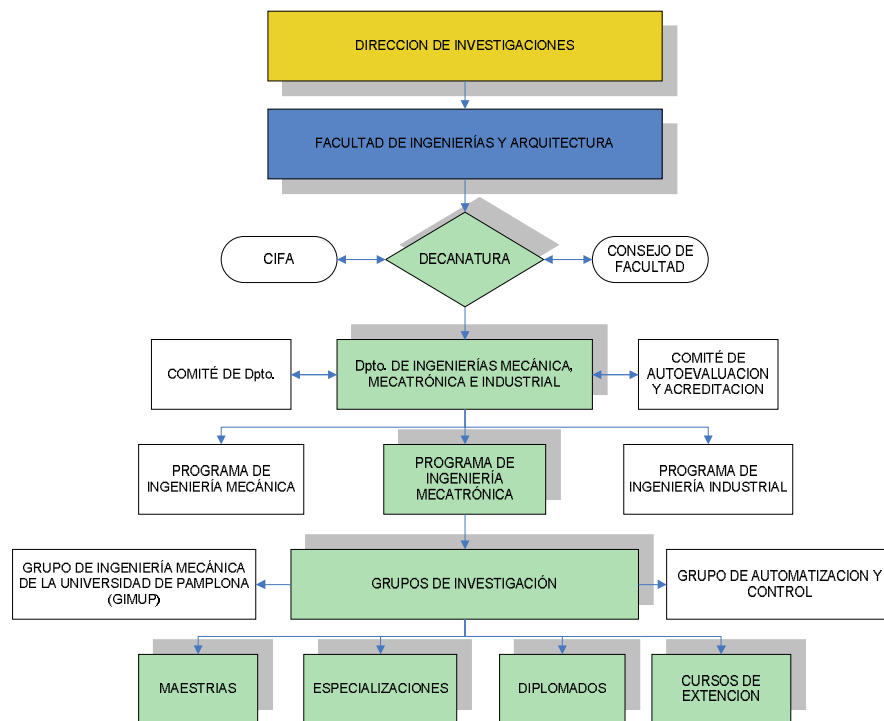 DIRECCION DE INVESTIGACIONES
FACULTAD DE INGENIERÍAS Y ARQUITECTURA
CIFA
DECANATURA
CONSEJO DE
FACULTAD
COMITÉ DE Dpto.
Dpto. DE INGENIERÍAS MECÁNICA,
MECATRÓNICA E INDUSTRIAL
COMITÉ DE
AUTOEVALUACION
Y ACREDITACION
PROGRAMA DE
INGENIERÍA MECÁNICA
PROGRAMA DE
INGENIERÍA
MECATRÓNICA
PROGRAMA DE
INGENIERÍA INDUSTRIAL
GRUPO DE INGENIERÍA MECÁNICA
DE LA UNIVERSIDAD DE PAMPLONA
(GIMUP)
GRUPOS DE INVESTIGACIÓN
GRUPO DE AUTOMATIZACION Y
CONTROL
MAESTRIAS
ESPECIALIZACIONES
DIPLOMADOS
CURSOS DE
EXTENCION